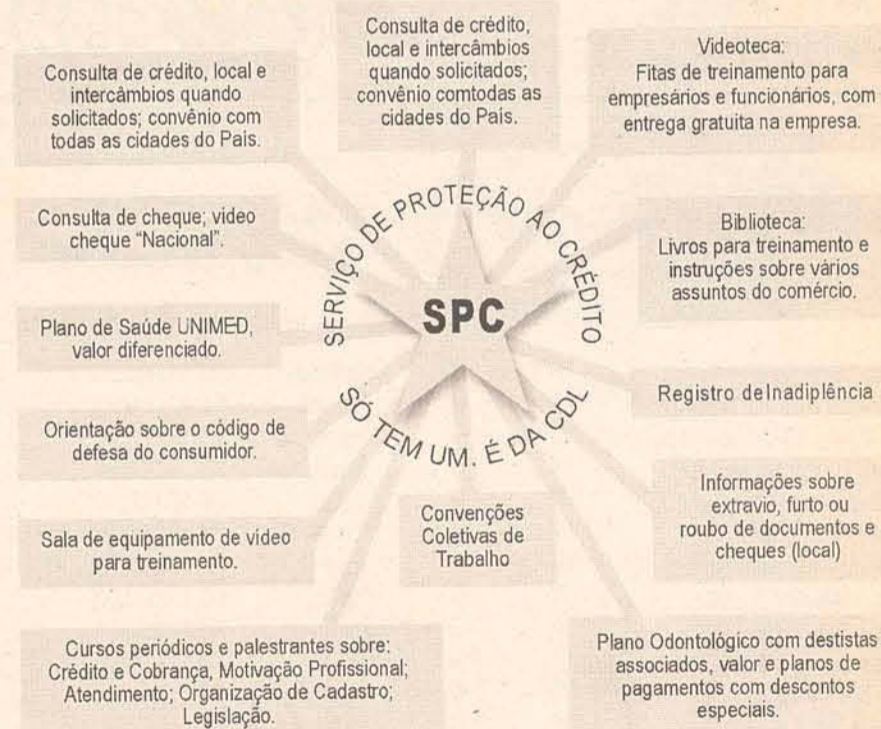 Consulta de crédito,
local e intercâmbios
quando solicitados;
convênio comtodas as
cidades do País.
Videoteca:
Fitas de treinamento para
empresários e funcionários, com
entrega gratuita na empresa.
Consulta de crédito, local e
intercâmbios quando
solicitados; convênio com
todas as cidades do País.
Consulta de cheque; video
cheque "Nacional".
Biblioteca:
Livros para treinamento e
instruções sobre vários
assuntos do comércio.
SERVIÇO DE PROTEÇÃO AO CRÉDITO
SPC
SÓ TEM UM. É DA CDL
Plano de Saúde UNIMED,
valor diferenciado.
Registro deInadiplência
Orientação sobre o código de
defesa do consumidor.
Informações sobre
extravio, furto ou
roubo de documentos e
cheques (local)
Sala de equipamento de video
para treinamento.
Convenções
Coletivas de
Trabalho
Cursos periódicos e palestrantes sobre:
Crédito e Cobrança, Motivação Profissional;
Atendimento; Organização de Cadastro;
Legislação.
Plano Odontológico com destistas
associados, valor e planos de
pagamentos com descontos
especiais.